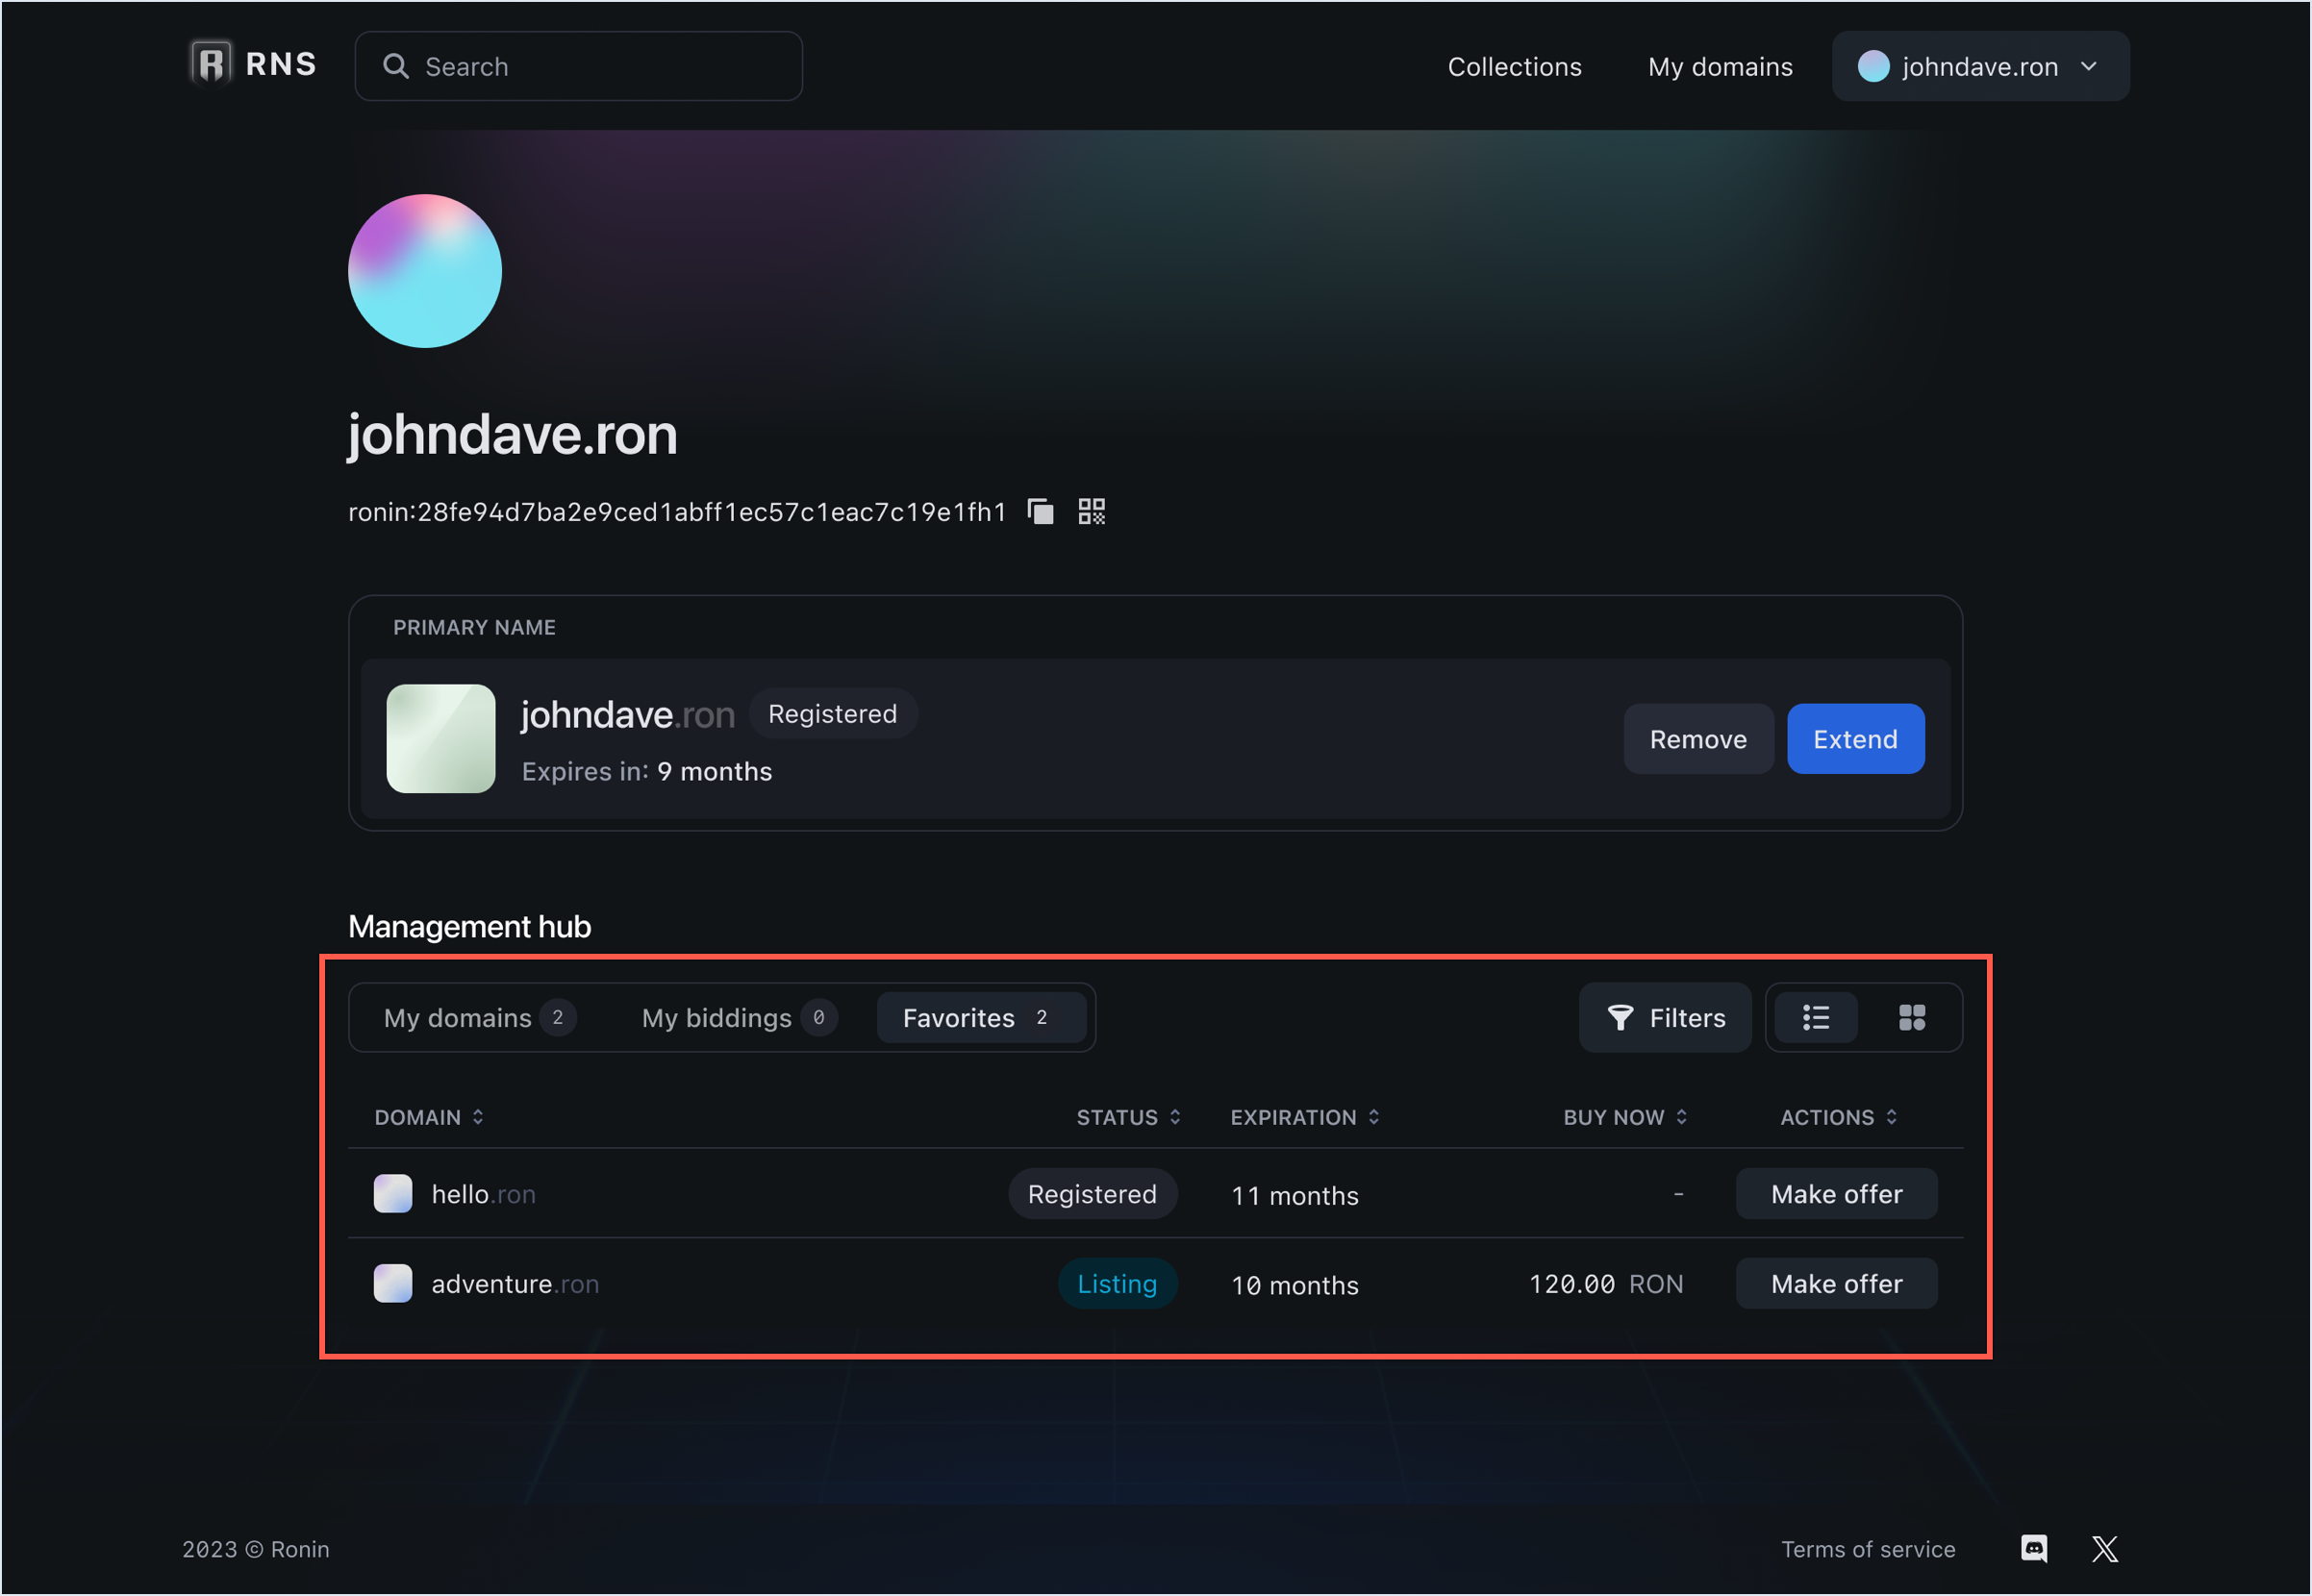 RNS
Search
Collections
My domains
johndave.ron
johndave.ron
ronin:28fe94d7ba2e9ced1abff1ec57c1eac7c19e1fh1
PRIMARY NAME
johndave.ron Registered
Expires in: 9 months
Remove
Extend
Management hub
My domains 2
My biddings 0
Favorites 2
Filters
DOMAIN STATUS EXPIRATION BUY NOW ACTIONS
hello.ron Registered 11 months - Make offer
adventure.ron Listing 10 months 120.00 RON Make offer
2023 © Ronin
Terms of service